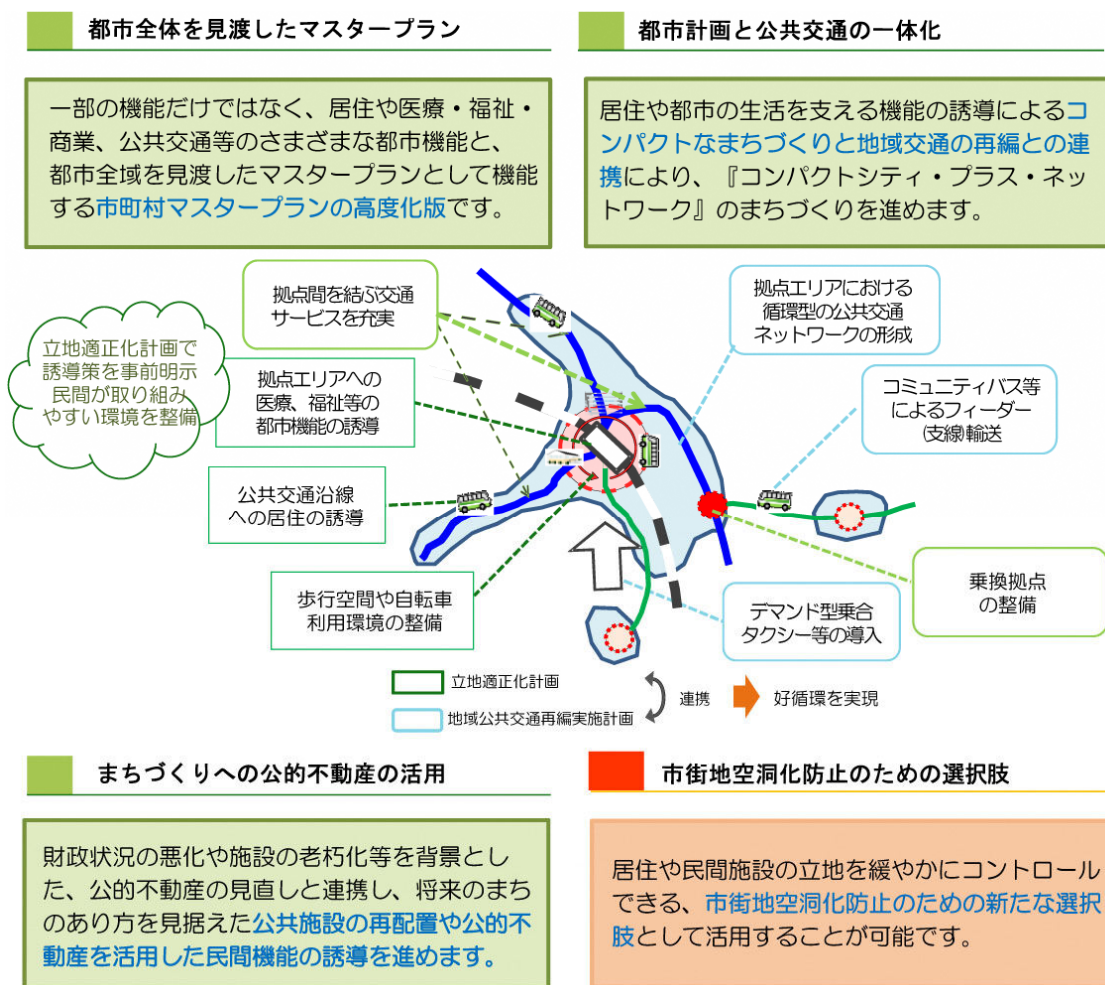 都市全体を見渡したマスタープラン
一部の機能だけではなく、居住や医療・福祉・
商業、公共交通等のさまざまな都市機能と、
都市全域を見渡したマスタープランとして機能
する市町村マスタープランの高度化版です。
都市計画と公共交通の一体化
居住や都市の生活を支える機能の誘導によるコ
ンパクトなまちづくりと地域交通の再編との連
携により、『コンパクトシティ・プラス・ネッ
トワーク』のまちづくりを進めます。
立地適正化計画で
誘導策を事前明示
民間が取り組み
やすい環境を整備
拠点間を結ぶ交通
サービスを充実
拠点エリアへの
医療、福祉等の
都市機能の誘導
公共交通沿線
への居住の誘導
歩行空間や自転車
利用環境の整備
拠点エリアにおける
循環型の公共交通
ネットワークの形成
コミュニティバス等
によるフィーダー
(支線)輸送
乗換拠点
の整備
デマンド型乗合
タクシー等の導入
立地適正化計画
地域公共交通再編実施計画
連携
好循環を実現
まちづくりへの公的不動産の活用
財政状況の悪化や施設の老朽化等を背景とし
た、公的不動産の見直しと連携し、将来のまち
のあり方を見据えた公共施設の再配置や公的不
動産を活用した民間機能の誘導を進めます。
市街地空洞化防止のための選択肢
居住や民間施設の立地を緩やかにコントロール
できる、市街地空洞化防止のための新たな選択
肢として活用することが可能です。